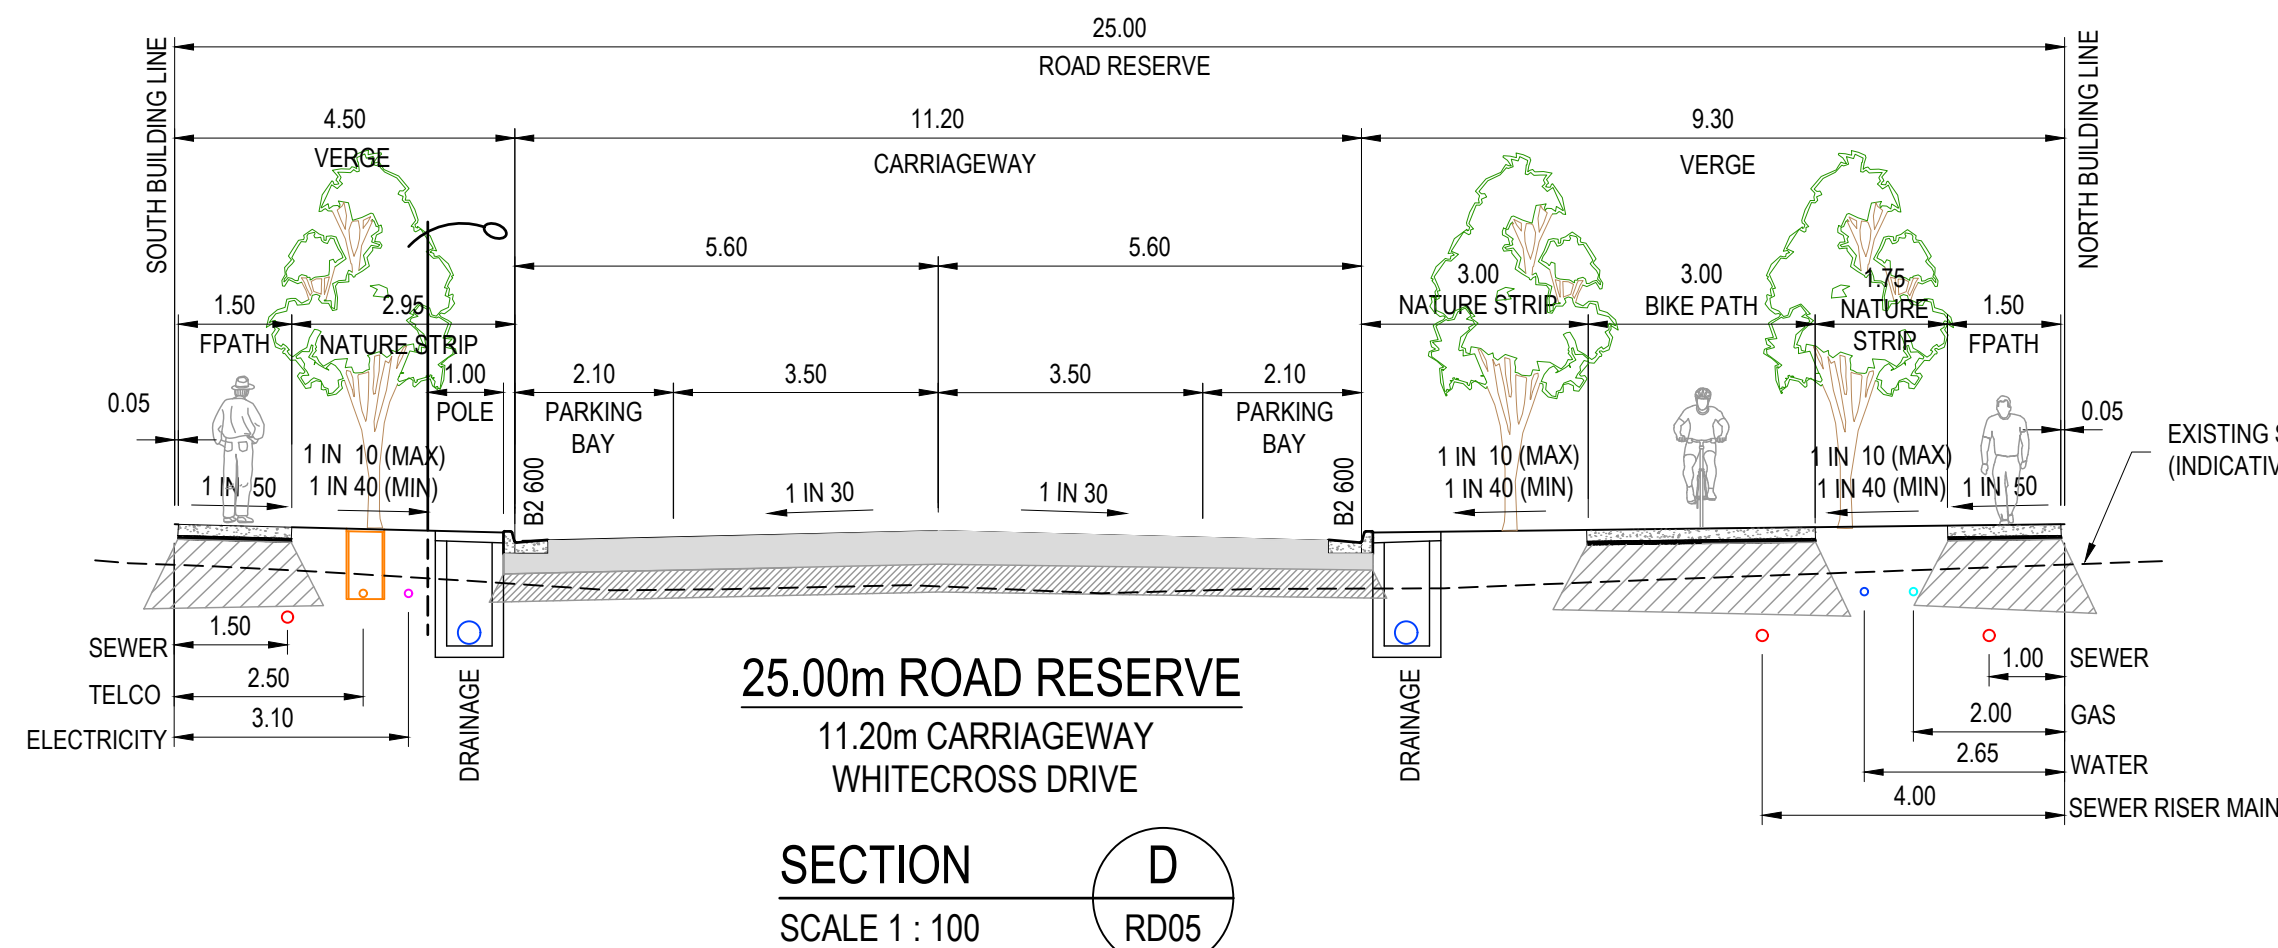 25.00
ROAD RESERVE
SOUTH BUILDING LINE
NORTH BUILDING LINE
4.50
VERGE
11.20
CARRIAGEWAY
9.30
VERGE
5.60
5.60
1.50
FPATH
2.95
NATURE STRIP
3.00
NATURE STRIP
3.00
BIKE PATH
1.75
NATURE
STRIP
1.50
FPATH
1.00
POLE
2.10
PARKING
BAY
3.50
3.50
2.10
PARKING
BAY
0.05
0.05
1 IN 50
1 IN 10 (MAX)
1 IN 40 (MIN)
B2 600
1 IN 30
1 IN 30
B2 600
1 IN 10 (MAX)
1 IN 40 (MIN)
1 IN 10 (MAX)
1 IN 40 (MIN)
1 IN 50
EXISTING S
(INDICATIV
1.50
SEWER
2.50
TELCO
3.10
ELECTRICITY
DRAINAGE
DRAINAGE
1.00 SEWER
2.00 GAS
2.65
WATER
4.00
SEWER RISER MAIN
25.00m ROAD RESERVE
11.20m CARRIAGEWAY
WHITECROSS DRIVE
SECTION D
SCALE 1 : 100 RD05